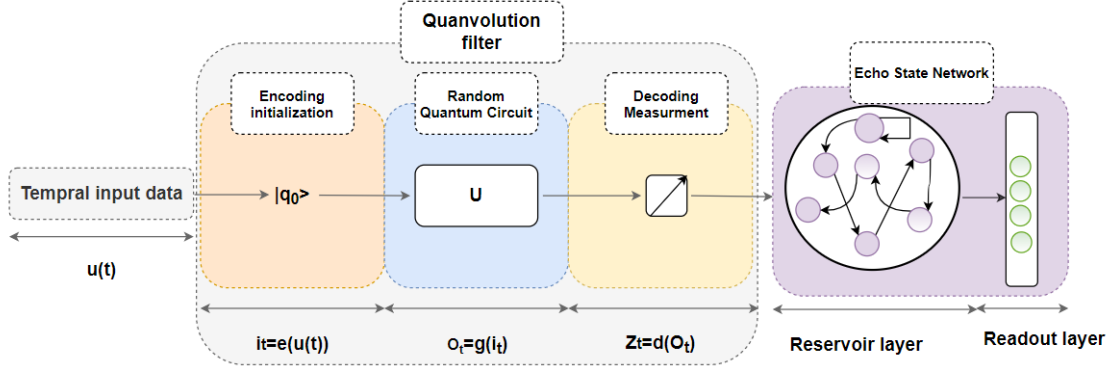 Quanvolution
filter
Encoding
initialization
Random
Quantum Circuit
Decoding
Measurment
Echo State Network
Tempral input data
|q₀>
U
u(t)
it=e(u(t))
Oₜ=g(iₜ)
Zt=d(Oₜ)
Reservoir layer
Readout layer